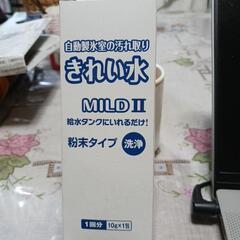 自動製氷室の汚れ取り
きれい水
MILD II
給水タンクにいれるだけ!
粉末タイプ 洗浄
1回分 10g×1包